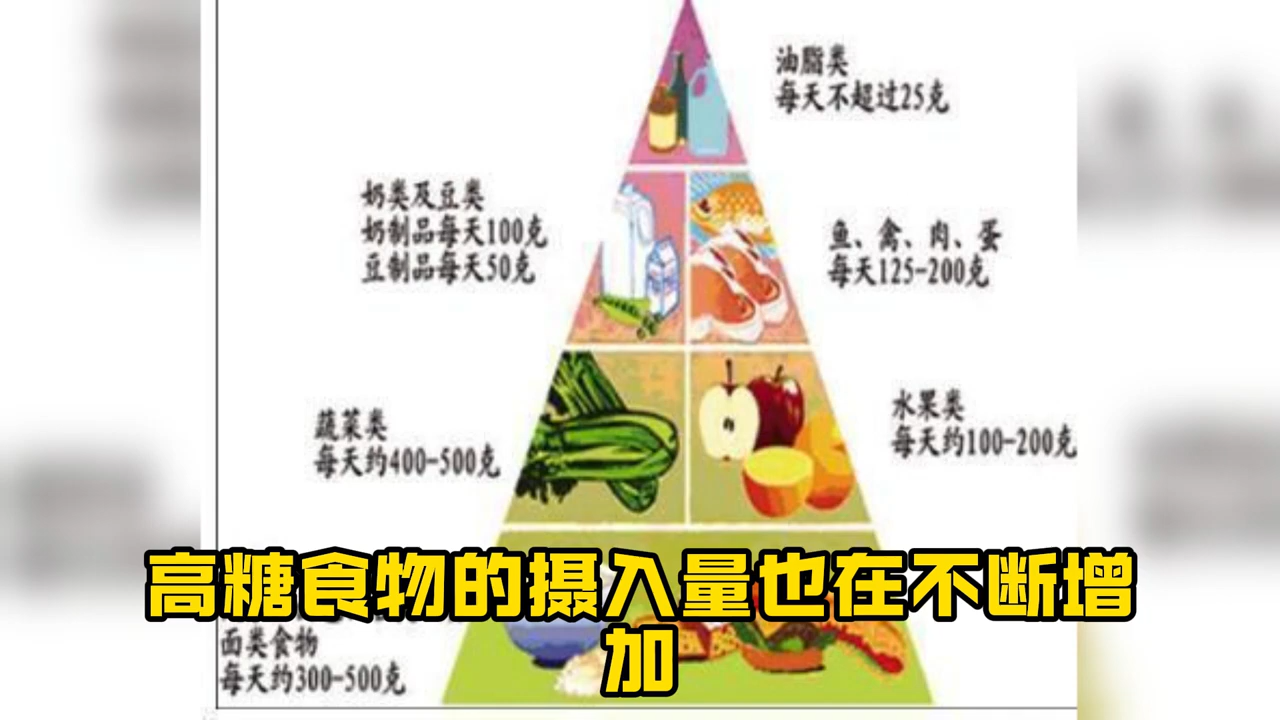 油脂类
每天不超过25克
奶类及豆类
奶制品每天100克
豆制品每天50克
鱼、禽、肉、蛋
每天125-200克
蔬菜类
每天约400-500克
水果类
每天约100-200克
高糖食物的摄入量也在不断增
加
面类食物
每天约300-500克